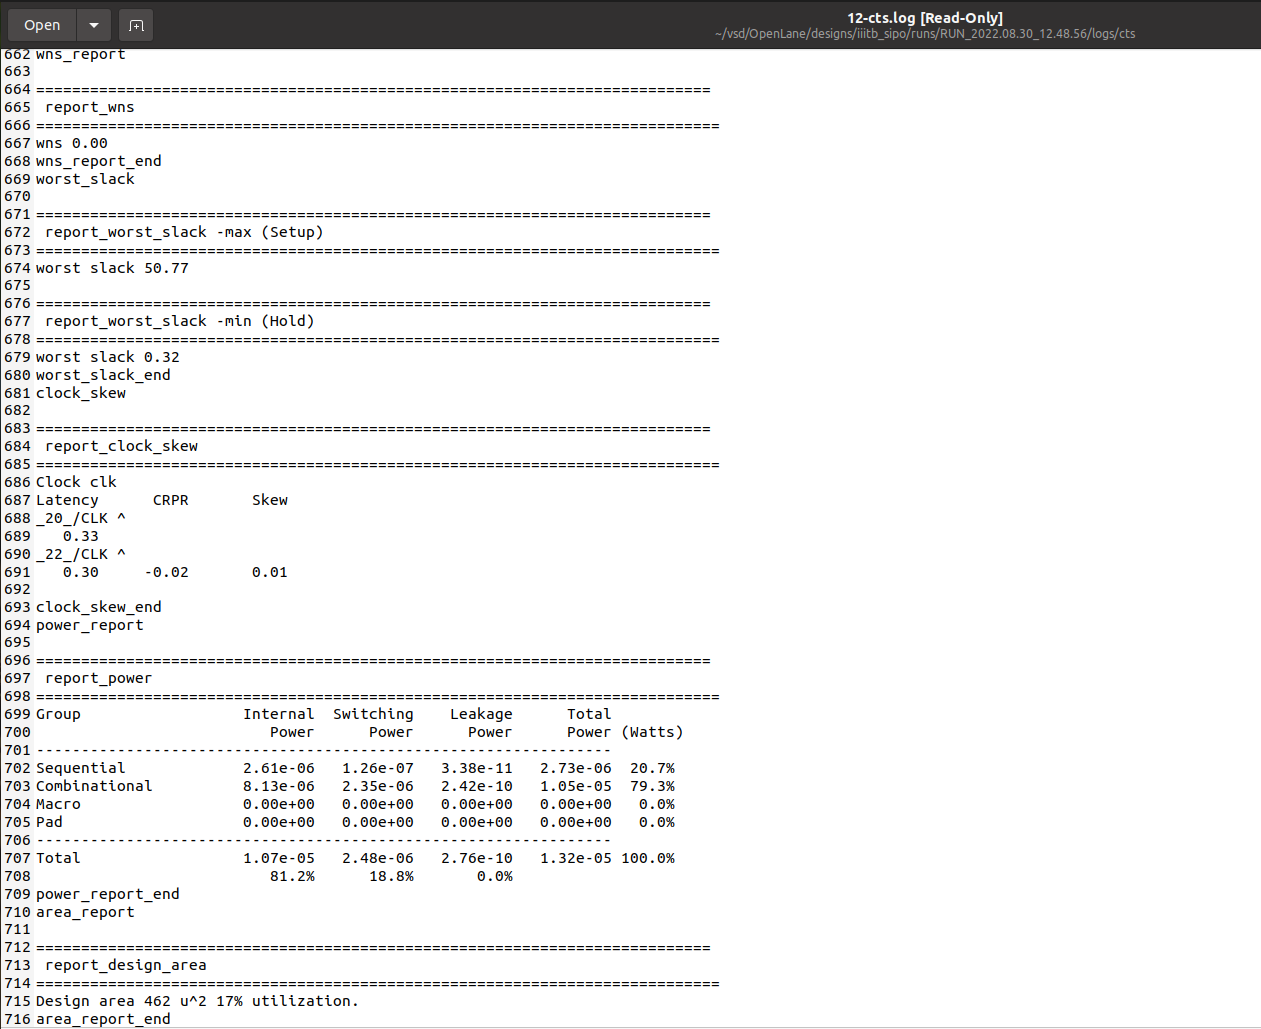 Open
12-cts.log [Read-Only]
~/vsd/OpenLane/designs/iiitb_sipo/runs/RUN_2022.08.30_12.48.56/logs/cts
662 wns_report
663
664 ===========================================================================
665  report_wns
666 ============================================================================
667 wns 0.00
668 wns_report_end
669 worst_slack
670
671 ===========================================================================
672  report_worst_slack -max (Setup)
673 ============================================================================
674 worst slack 50.77
675
676 ===========================================================================
677  report_worst_slack -min (Hold)
678 ============================================================================
679 worst slack 0.32
680 worst_slack_end
681 clock_skew
682
683 ===========================================================================
684  report_clock_skew
685 ============================================================================
686 Clock clk
687 Latency      CRPR       Skew
688 _20_/CLK ^
689    0.33
690 _22_/CLK ^
691    0.30     -0.02       0.01
692
693 clock_skew_end
694 power_report
695
696 ===========================================================================
697  report_power
698 ============================================================================
699 Group                  Internal  Switching    Leakage      Total
700                           Power      Power      Power      Power (Watts)
701 ----------------------------------------------------------------
702 Sequential             2.61e-06   1.26e-07   3.38e-11   2.73e-06  20.7%
703 Combinational          8.13e-06   2.35e-06   2.42e-10   1.05e-05  79.3%
704 Macro                  0.00e+00   0.00e+00   0.00e+00   0.00e+00   0.0%
705 Pad                    0.00e+00   0.00e+00   0.00e+00   0.00e+00   0.0%
706 ----------------------------------------------------------------
707 Total                  1.07e-05   2.48e-06   2.76e-10   1.32e-05 100.0%
708                           81.2%      18.8%       0.0%
709 power_report_end
710 area_report
711
712 ===========================================================================
713  report_design_area
714 ============================================================================
715 Design area 462 u^2 17% utilization.
716 area_report_end